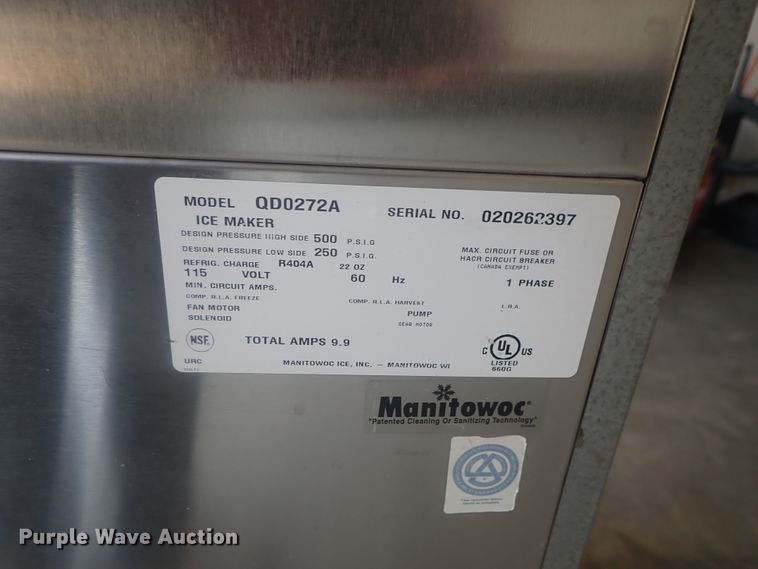 MODEL QD0272A SERIAL NO. 020262397
ICE MAKER
DESIGN PRESSURE HIGH SIDE 500 P.S.I.G
DESIGN PRESSURE LOW SIDE 250 P.S.I.G.
MAX. CIRCUIT FUSE OR
HACR CIRCUIT BREAKER
(CANADA EXEMPT)
REFRIG. CHARGE R404A 22 OZ
115 VOLT 60 Hz 1 PHASE
MIN. CIRCUIT AMPS.
COMP. R.L.A. FREEZE COMP. R.L.A. HARVEST L.R.A.
FAN MOTOR PUMP
SOLENOID GEAR MOTOR
NSF TOTAL AMPS 9.9 C UL US
LISTED
660G
URC MANITOWOC ICE, INC. – MANITOWOC WI
Manitowoc®
"Patented Cleaning Or Sanitizing Technology"
Purple Wave Auction